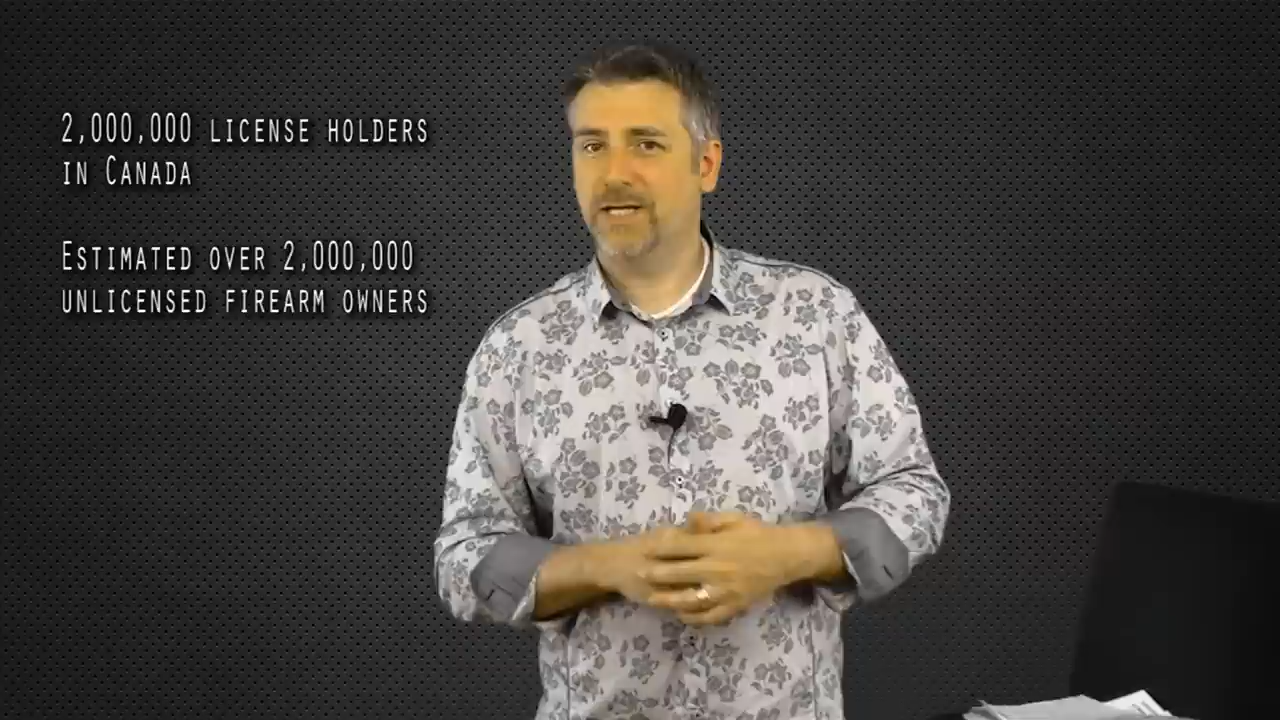 2,000,000 license holders
in Canada
Estimated over 2,000,000
unlicensed firearm owners